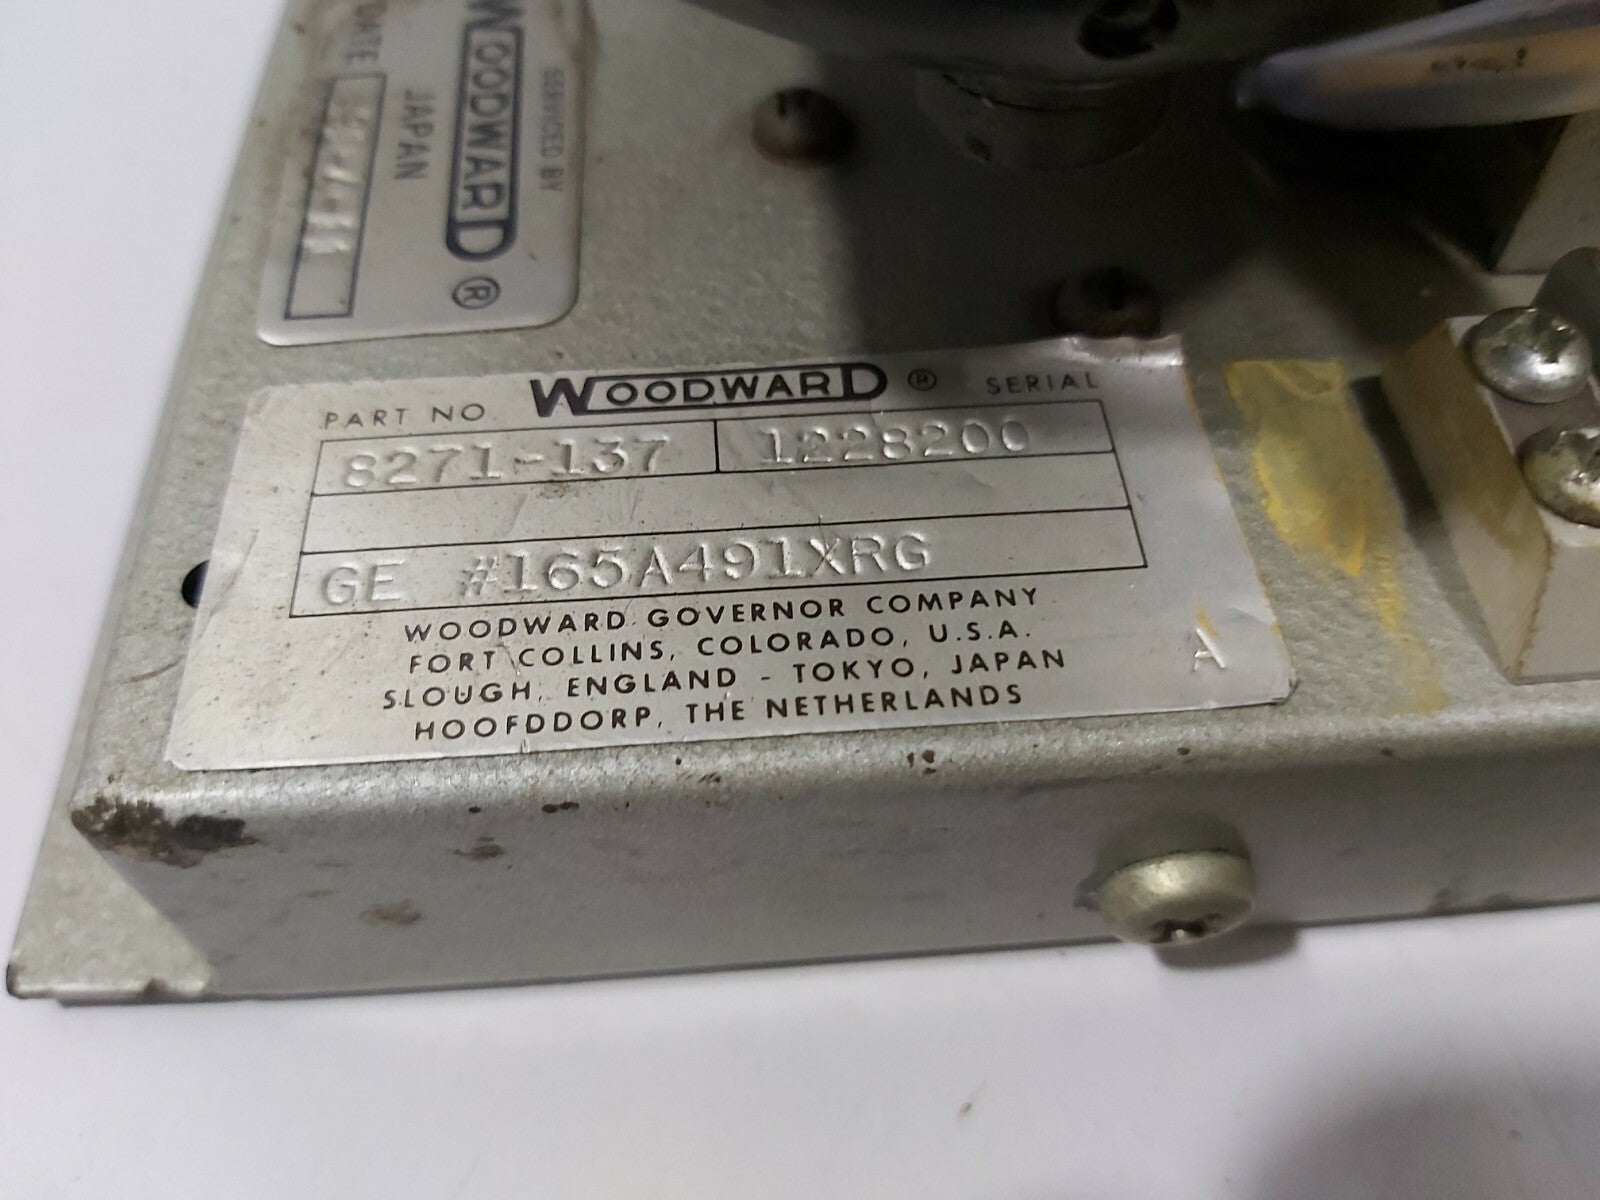 SERVICED BY
WOODWARD ®
JAPAN
DATE
PART NO. WOODWARD ® SERIAL
8271-137 1228200
GE #165A491XRG
WOODWARD GOVERNOR COMPANY
FORT COLLINS, COLORADO, U.S.A.
SLOUGH, ENGLAND - TOKYO, JAPAN
HOOFDDORP, THE NETHERLANDS
A